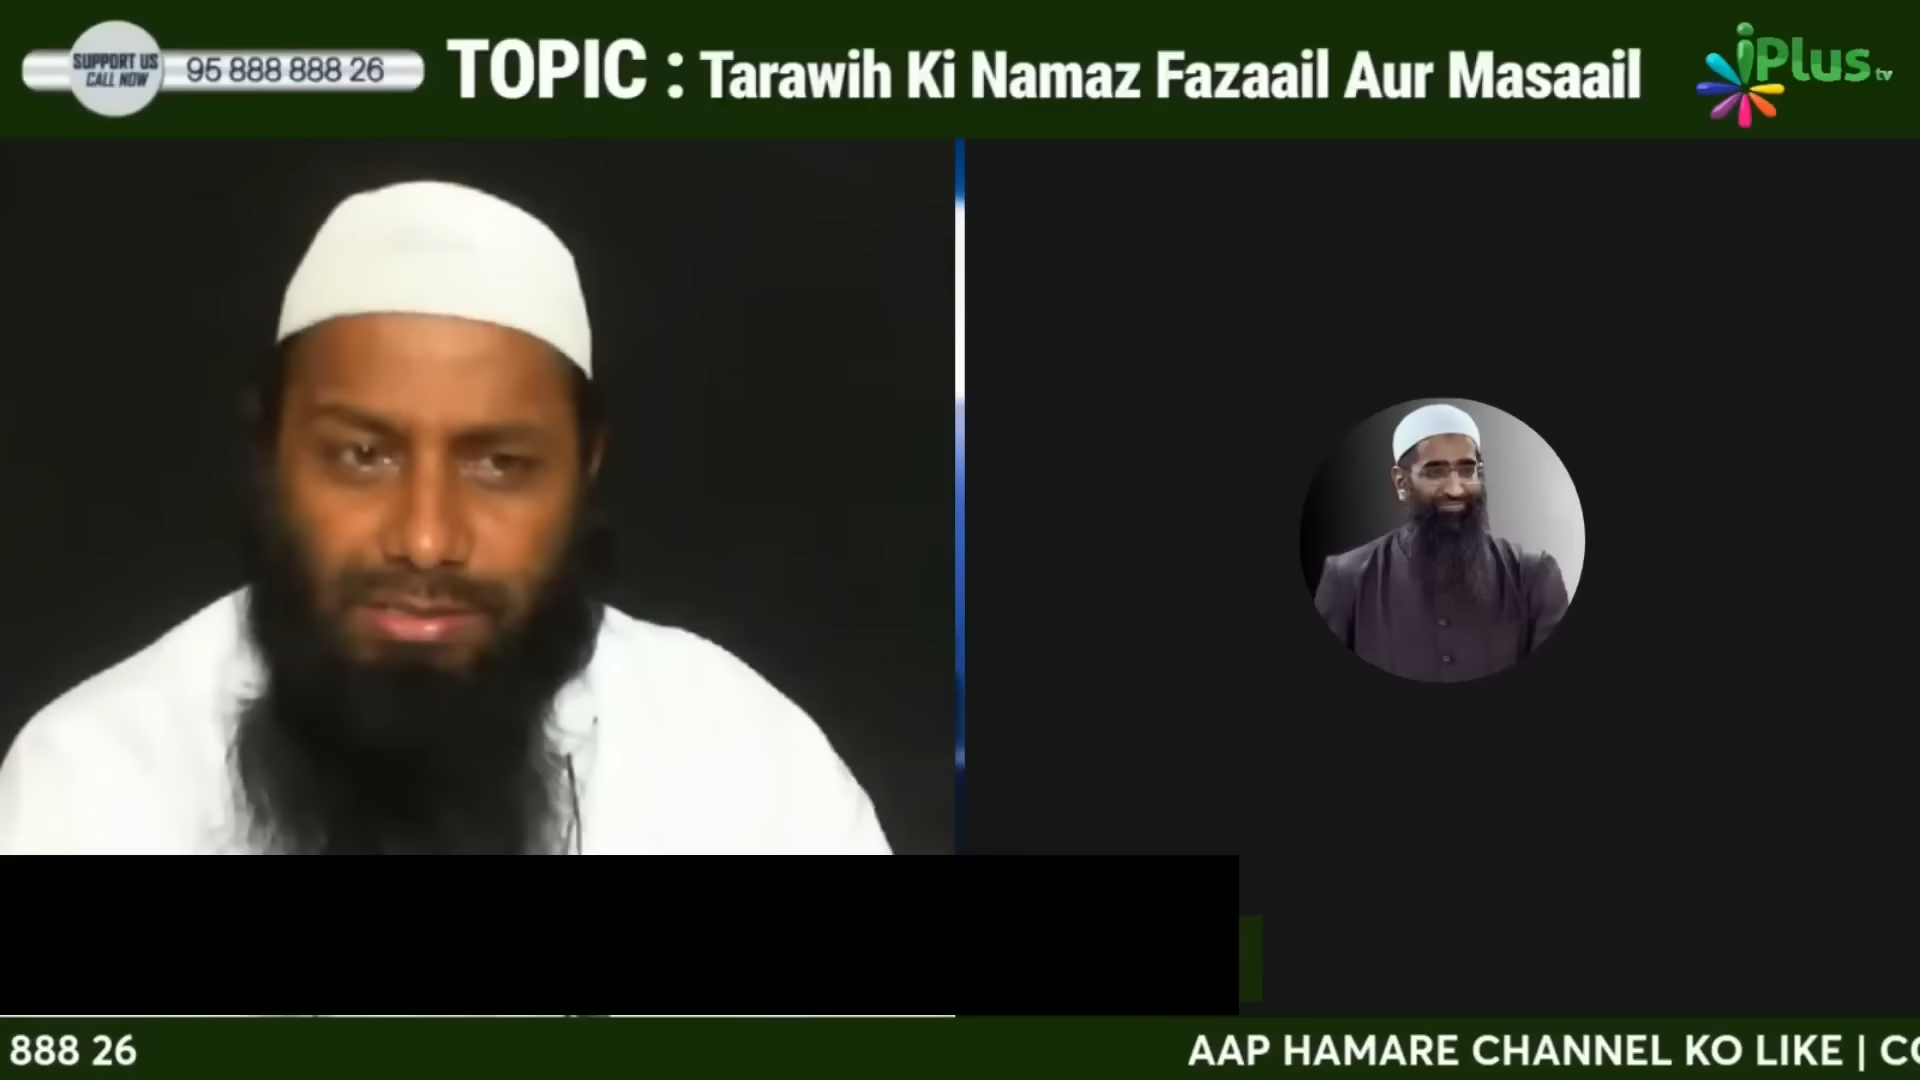 SUPPORT US
CALL NOW
95 888 888 26
TOPIC : Tarawih Ki Namaz Fazaail Aur Masaail
iPlus tv
888 26
AAP HAMARE CHANNEL KO LIKE |